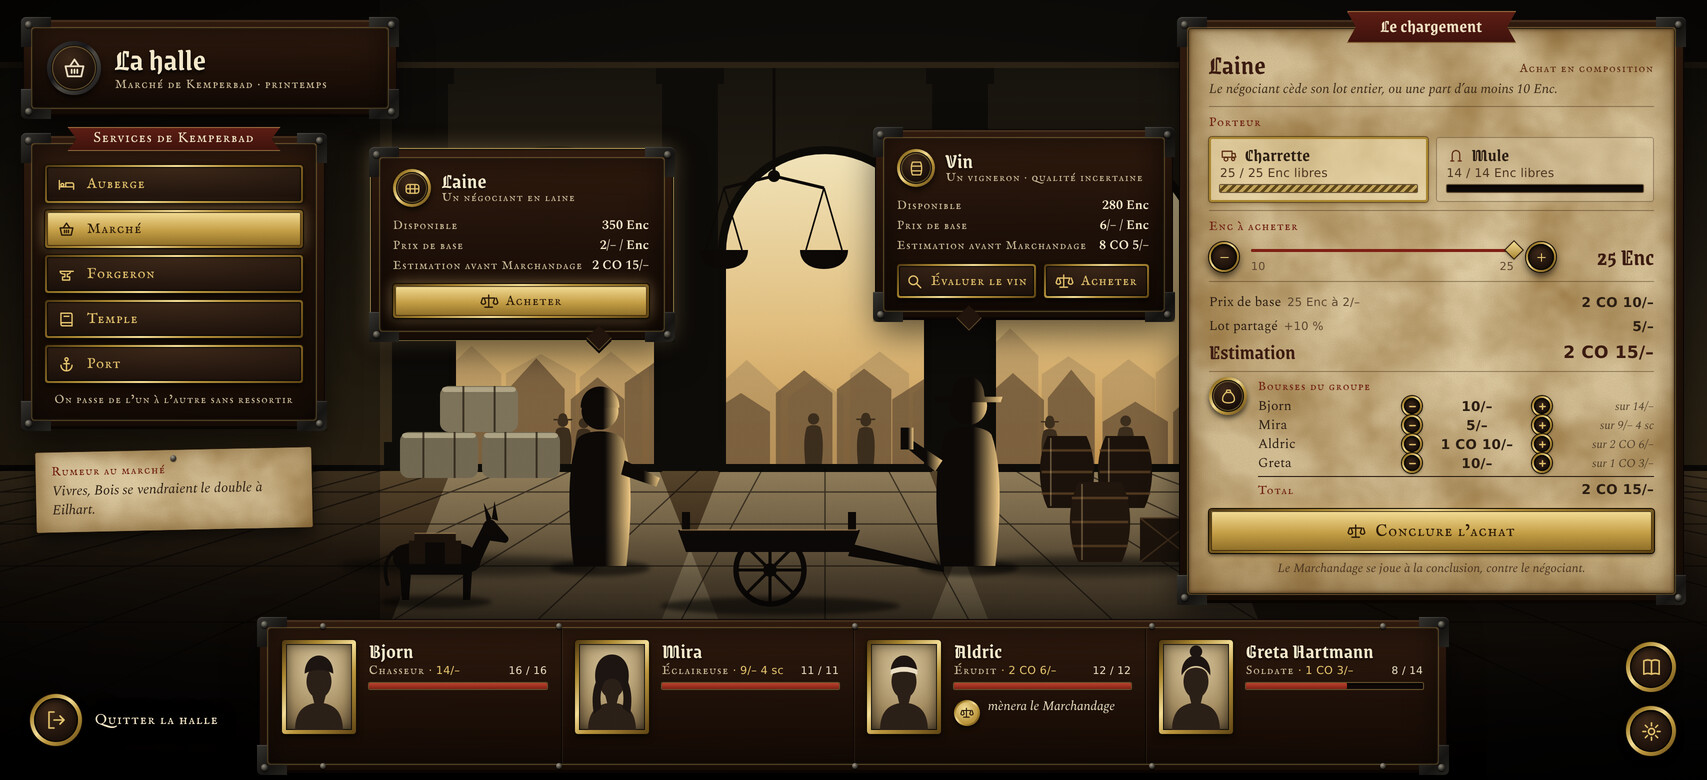 La halle
Marché de Kemperbad · printemps
Services de Kemperbad
Auberge
Marché
Forgeron
Temple
Port
On passe de l'un à l'autre sans ressortir
Rumeur au marché
Vivres, Bois se vendraient le double à
Eilhart.
Laine
Un négociant en laine
Disponible 350 Enc
Prix de base 2/– / Enc
Estimation avant Marchandage 2 CO 15/–
Acheter
Vin
Un vigneron · qualité incertaine
Disponible 280 Enc
Prix de base 6/– / Enc
Estimation avant Marchandage 8 CO 5/–
Évaluer le vin
Acheter
Le chargement
Laine Achat en composition
Le négociant cède son lot entier, ou une part d'au moins 10 Enc.
Porteur
Charrette
25 / 25 Enc libres
Mule
14 / 14 Enc libres
Enc à acheter
− + 25 Enc
10 25
Prix de base 25 Enc à 2/– 2 CO 10/–
Lot partagé +10 % 5/–
Estimation 2 CO 15/–
Bourses du groupe
Bjorn − 10/– + sur 14/–
Mira − 5/– + sur 9/– 4 sc
Aldric − 1 CO 10/– + sur 2 CO 6/–
Greta − 10/– + sur 1 CO 3/–
Total 2 CO 15/–
Conclure l'achat
Le Marchandage se joue à la conclusion, contre le négociant.
Bjorn
Chasseur · 14/– 16 / 16
Mira
Éclaireuse · 9/– 4 sc 11 / 11
Aldric
Érudit · 2 CO 6/– 12 / 12
mènera le Marchandage
Greta Hartmann
Soldate · 1 CO 3/– 8 / 14
Quitter la halle